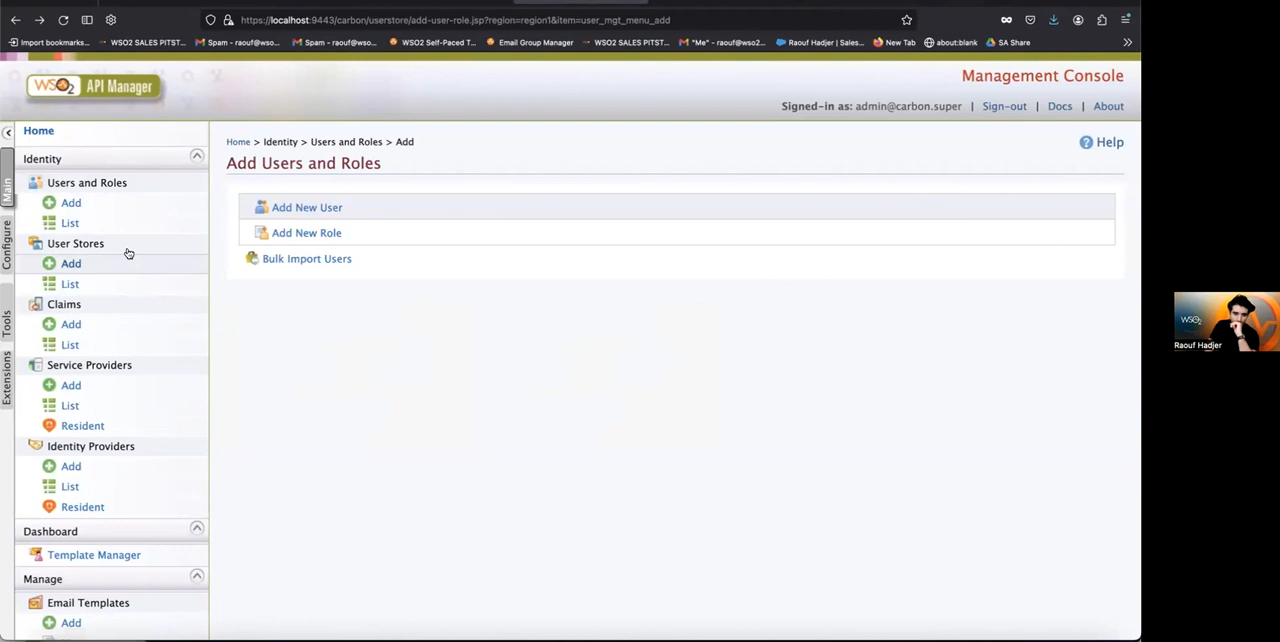 https://localhost:9443/carbon/userstore/add-user-role.jsp?region=region1&item=user_mgt_menu_add
Import bookmarks...
WSO2 SALES PITST...
Spam - raouf@wso...
Spam - raouf@wso...
WSO2 Self-Paced T...
Email Group Manager
WSO2 SALES PITST...
"Me" - raouf@wso2...
Raouf Hadjer | Sales...
New Tab
about:blank
SA Share
WSO2 API Manager
Management Console
Signed-in as: admin@carbon.super | Sign-out | Docs | About
Main
Configure
Tools
Extensions
Home
Identity
Users and Roles
Add
List
User Stores
Add
List
Claims
Add
List
Service Providers
Add
List
Resident
Identity Providers
Add
List
Resident
Dashboard
Template Manager
Manage
Email Templates
Add
Home > Identity > Users and Roles > Add
Help
Add Users and Roles
Add New User
Add New Role
Bulk Import Users
WSO2
Raouf Hadjer